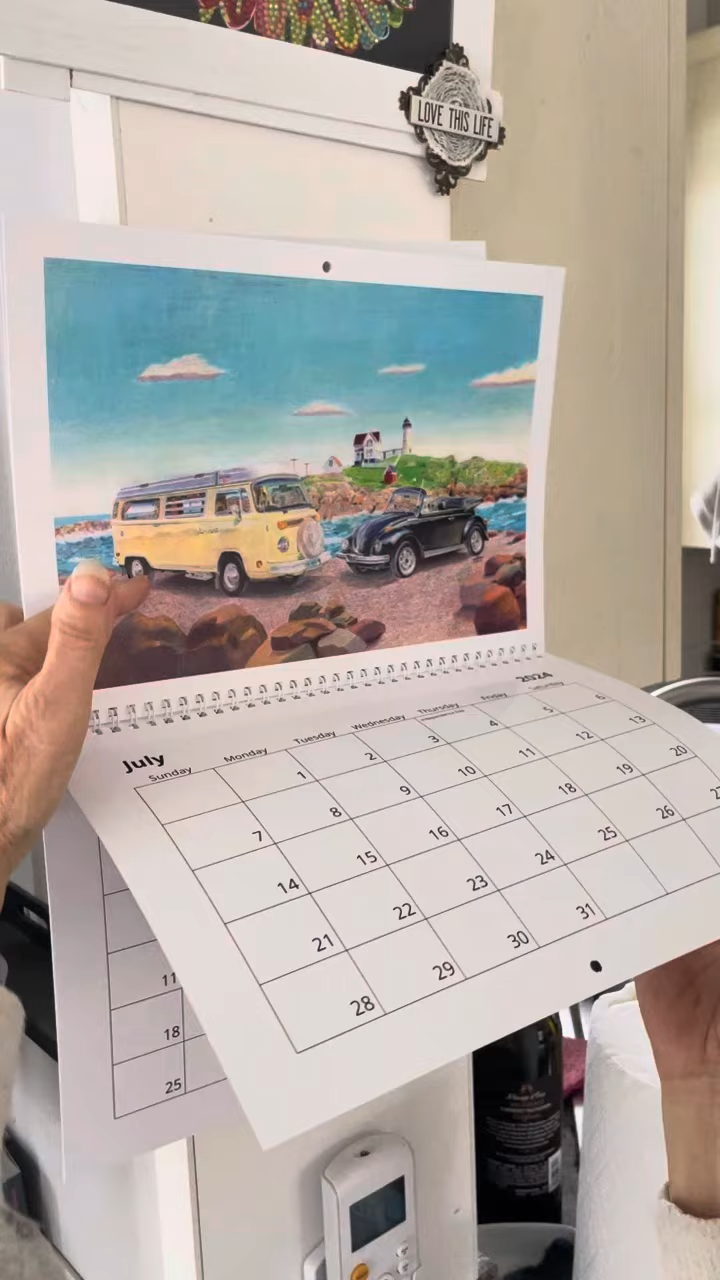 LOVE THIS LIFE
2024
July
Sunday Monday Tuesday Wednesday Thursday Friday Saturday
1 2 3 4 5 6
7 8 9 10 11 12 13
14 15 16 17 18 19 20
21 22 23 24 25 26 27
28 29 30 31
11
18
25